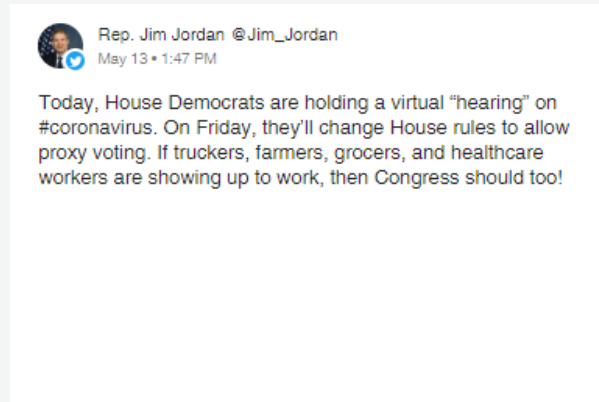 Rep. Jim Jordan @Jim_Jordan
May 13 • 1:47 PM
Today, House Democrats are holding a virtual “hearing” on
#coronavirus. On Friday, they’ll change House rules to allow
proxy voting. If truckers, farmers, grocers, and healthcare
workers are showing up to work, then Congress should too!